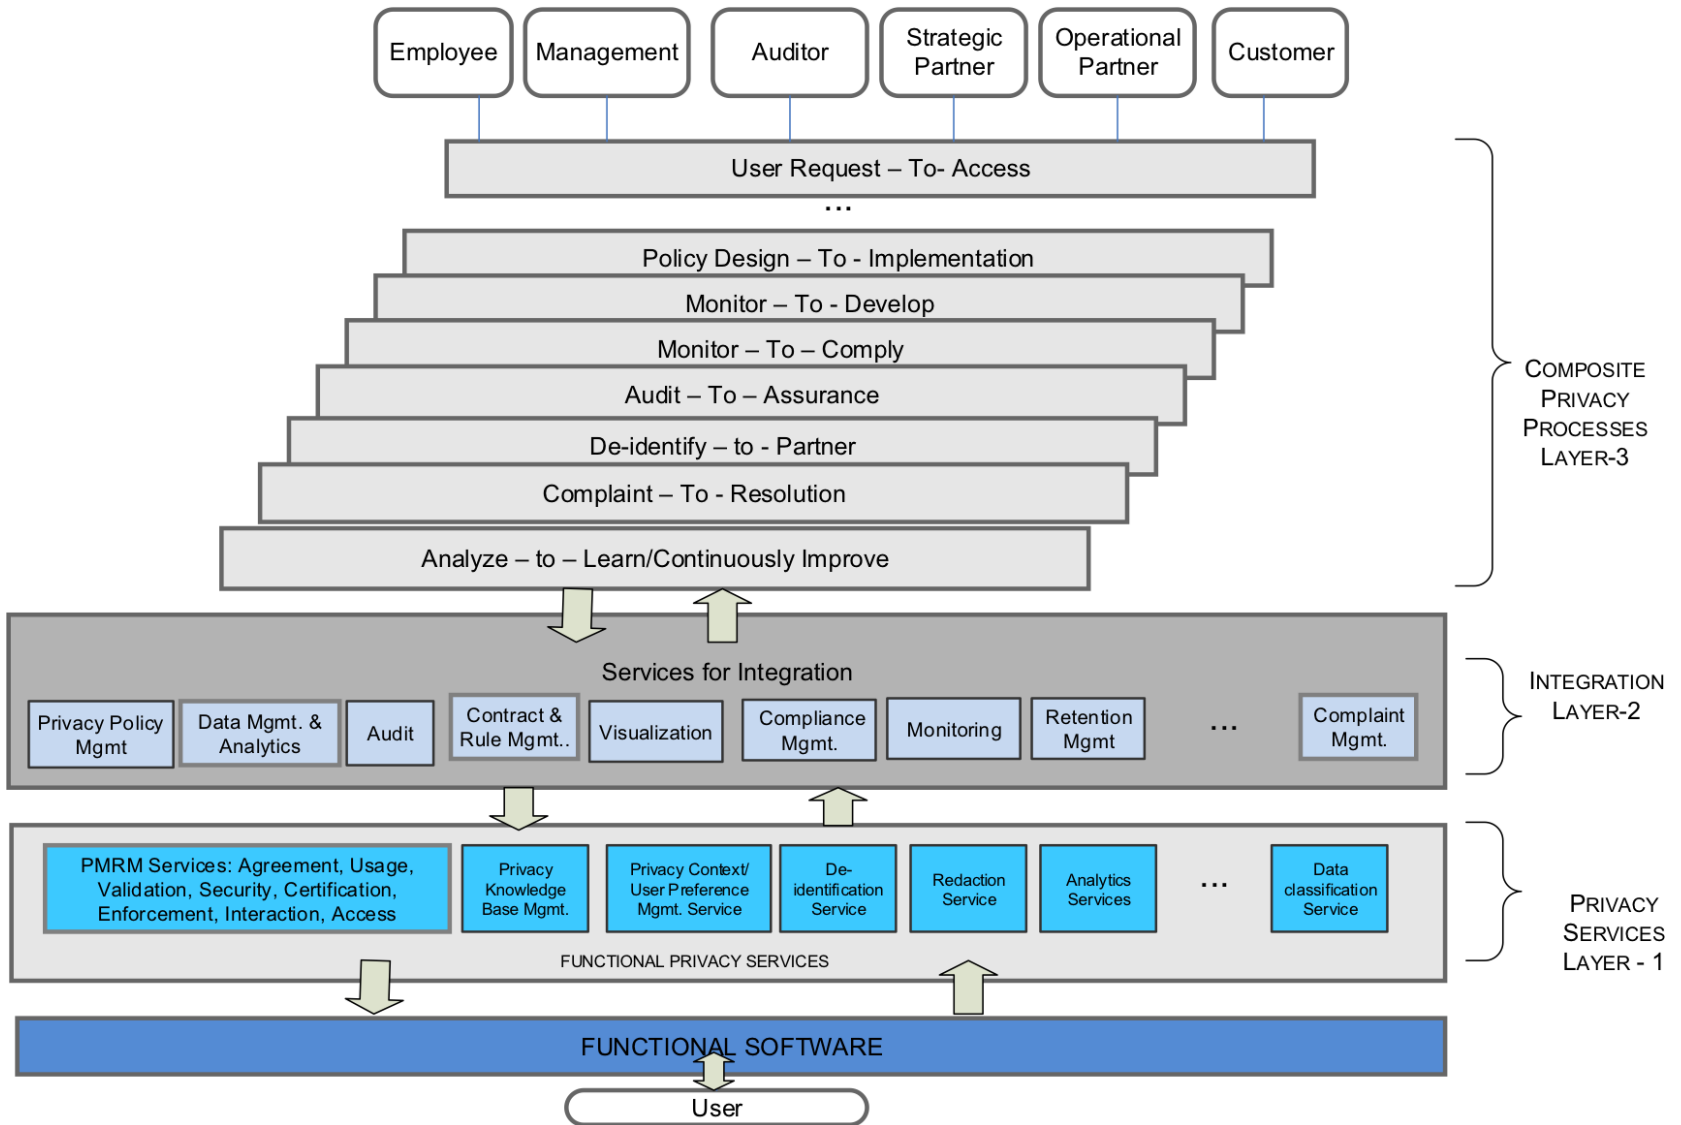 Employee
Management
Auditor
Strategic
Partner
Operational
Partner
Customer
User Request – To- Access
...
Policy Design – To - Implementation
Monitor – To - Develop
Monitor – To – Comply
Audit – To – Assurance
De-identify – to - Partner
Complaint – To - Resolution
Analyze – to – Learn/Continuously Improve
COMPOSITE
PRIVACY
PROCESSES
LAYER-3
Services for Integration
Privacy Policy
Mgmt
Data Mgmt. &
Analytics
Audit
Contract &
Rule Mgmt..
Visualization
Compliance
Mgmt.
Monitoring
Retention
Mgmt
...
Complaint
Mgmt.
INTEGRATION
LAYER-2
PMRM Services: Agreement, Usage,
Validation, Security, Certification,
Enforcement, Interaction, Access
Privacy
Knowledge
Base Mgmt.
Privacy Context/
User Preference
Mgmt. Service
De-
identification
Service
Redaction
Service
Analytics
Services
...
Data
classification
Service
FUNCTIONAL PRIVACY SERVICES
PRIVACY
SERVICES
LAYER - 1
FUNCTIONAL SOFTWARE
User